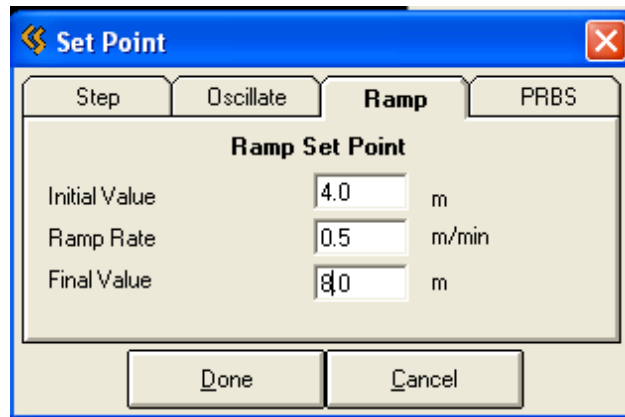 Set Point
Step Oscillate Ramp PRBS
Ramp Set Point
Initial Value 4.0 m
Ramp Rate 0.5 m/min
Final Value 8.0 m
Done Cancel